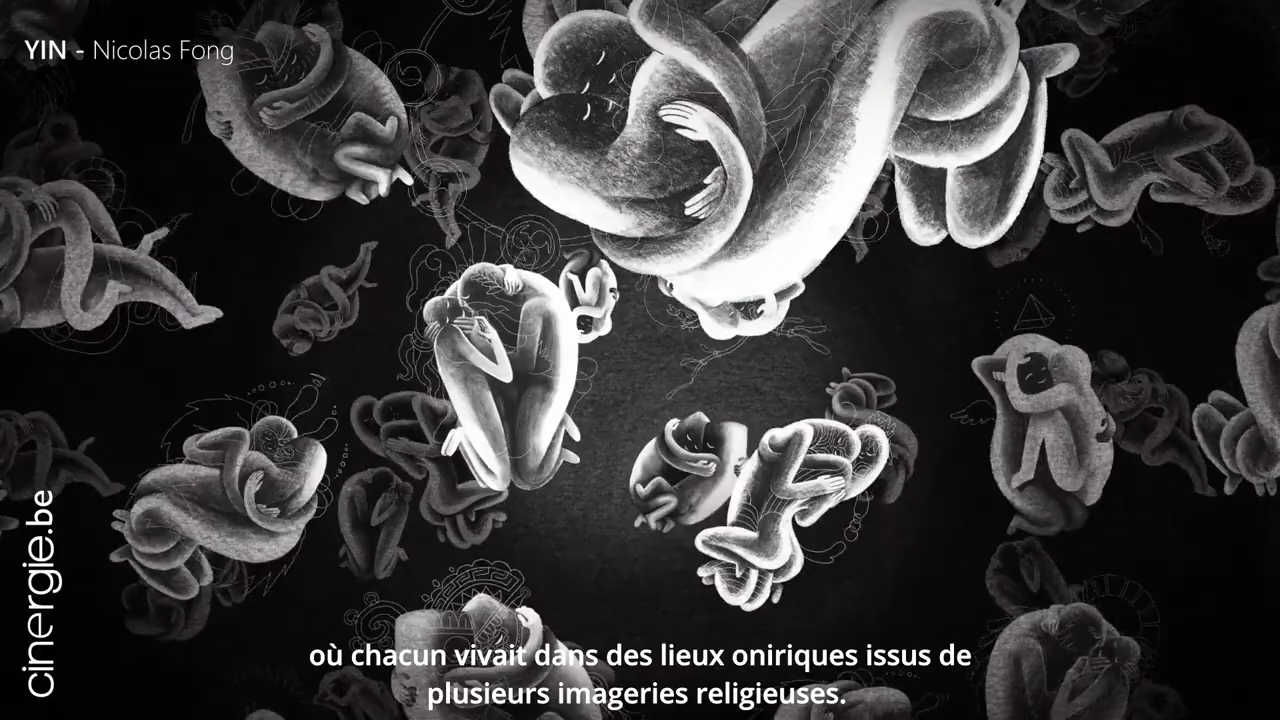 YIN - Nicolas Fong
cinergie.be
où chacun vivait dans des lieux oniriques issus de
plusieurs imageries religieuses.